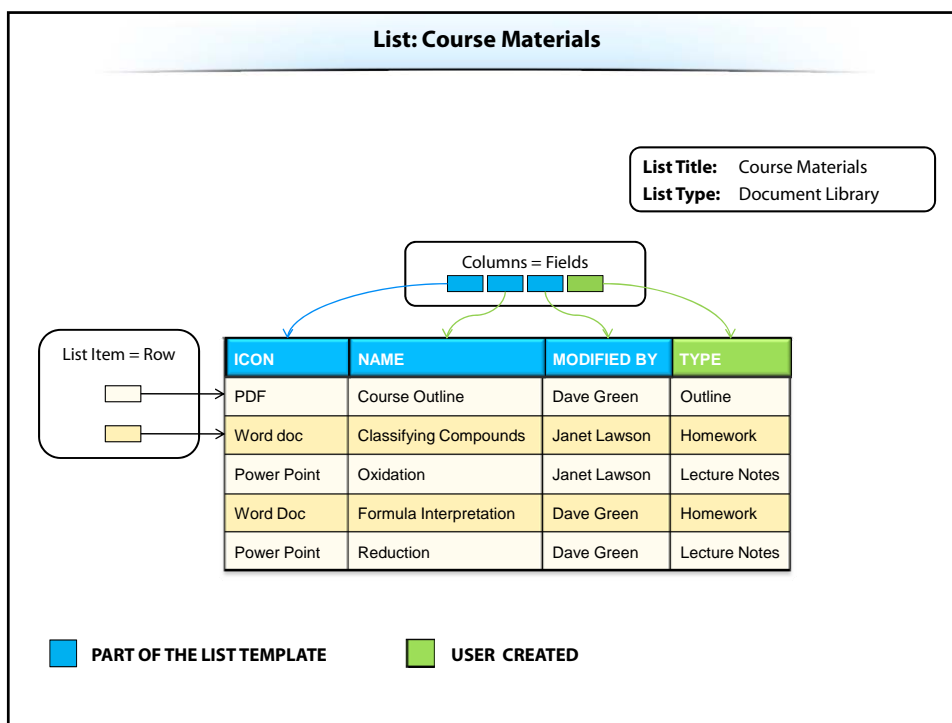 List: Course Materials
List Title: Course Materials
List Type: Document Library
Columns = Fields
List Item = Row
ICON NAME MODIFIED BY TYPE
PDF Course Outline Dave Green Outline
Word doc Classifying Compounds Janet Lawson Homework
Power Point Oxidation Janet Lawson Lecture Notes
Word Doc Formula Interpretation Dave Green Homework
Power Point Reduction Dave Green Lecture Notes
PART OF THE LIST TEMPLATE USER CREATED